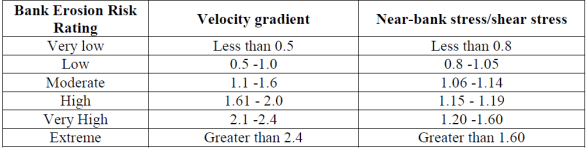 Bank Erosion Risk Rating Velocity gradient Near-bank stress/shear stress
Very low Less than 0.5 Less than 0.8
Low 0.5 -1.0 0.8 -1.05
Moderate 1.1 -1.6 1.06 -1.14
High 1.61 - 2.0 1.15 - 1.19
Very High 2.1 -2.4 1.20 -1.60
Extreme Greater than 2.4 Greater than 1.60